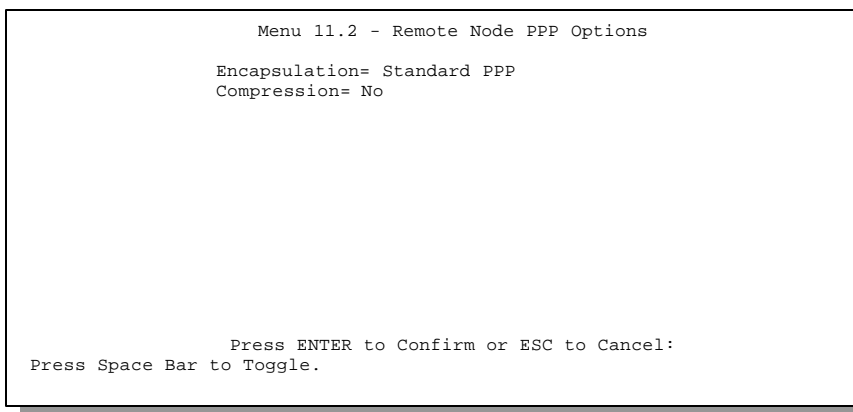 Menu 11.2 - Remote Node PPP Options
Encapsulation= Standard PPP
Compression= No
Press ENTER to Confirm or ESC to Cancel:
Press Space Bar to Toggle.